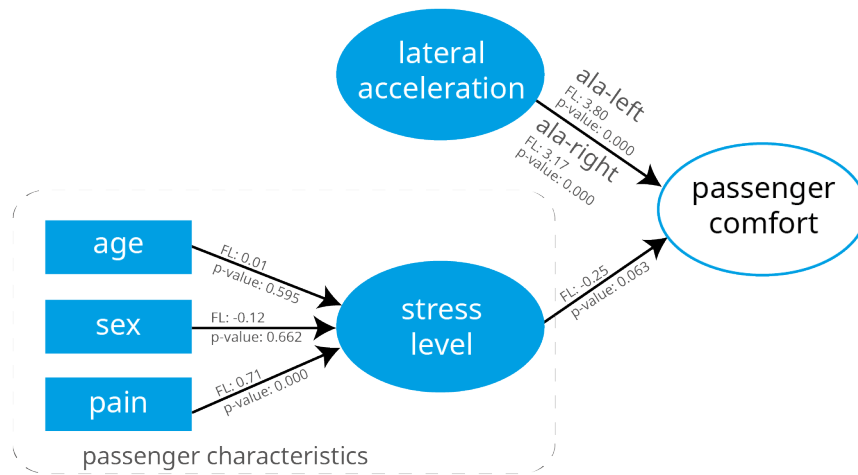 lateral
acceleration
ala-left
FL: 3.80
p-value: 0.000
ala-right
FL: 3.17
p-value: 0.000
passenger
comfort
age
FL: 0.01
p-value: 0.595
sex
FL: -0.12
p-value: 0.662
pain
FL: 0.71
p-value: 0.000
stress
level
FL: -0.25
p-value: 0.063
passenger characteristics